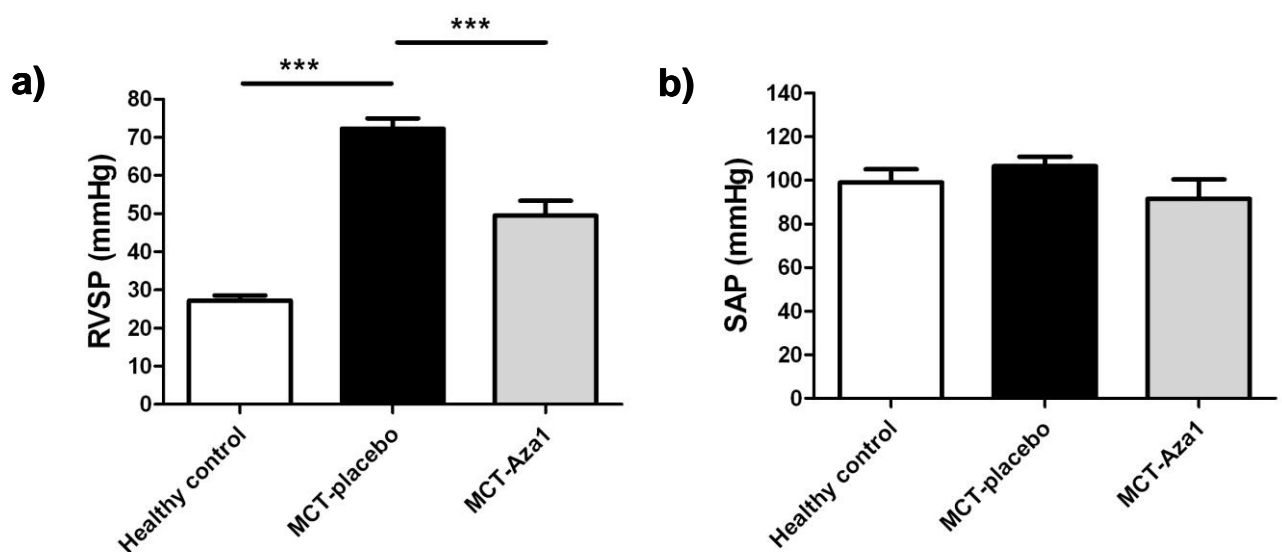 a)
***
***
RVSP (mmHg)
80
70
60
50
40
30
20
10
0
Healthy control
MCT-placebo
MCT-Aza1
b)
SAP (mmHg)
140
120
100
80
60
40
20
0
Healthy control
MCT-placebo
MCT-Aza1